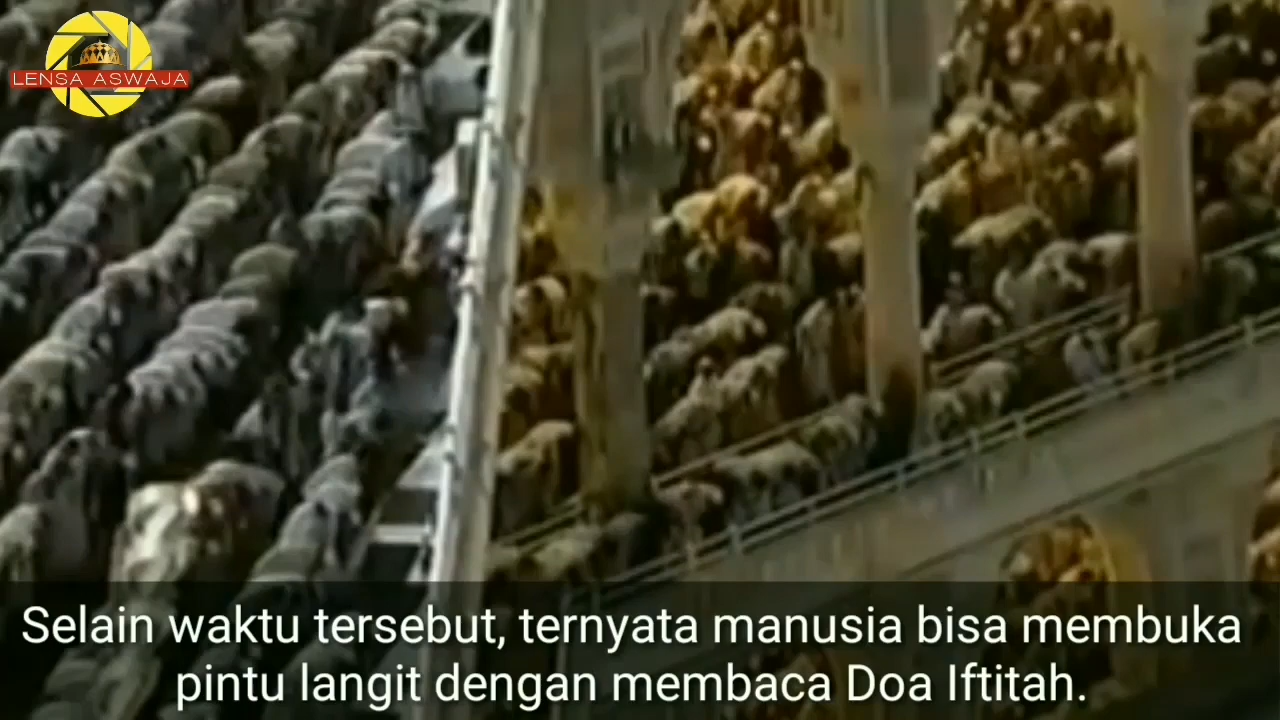 LENSA ASWAJA
Selain waktu tersebut, ternyata manusia bisa membuka
pintu langit dengan membaca Doa Iftitah.